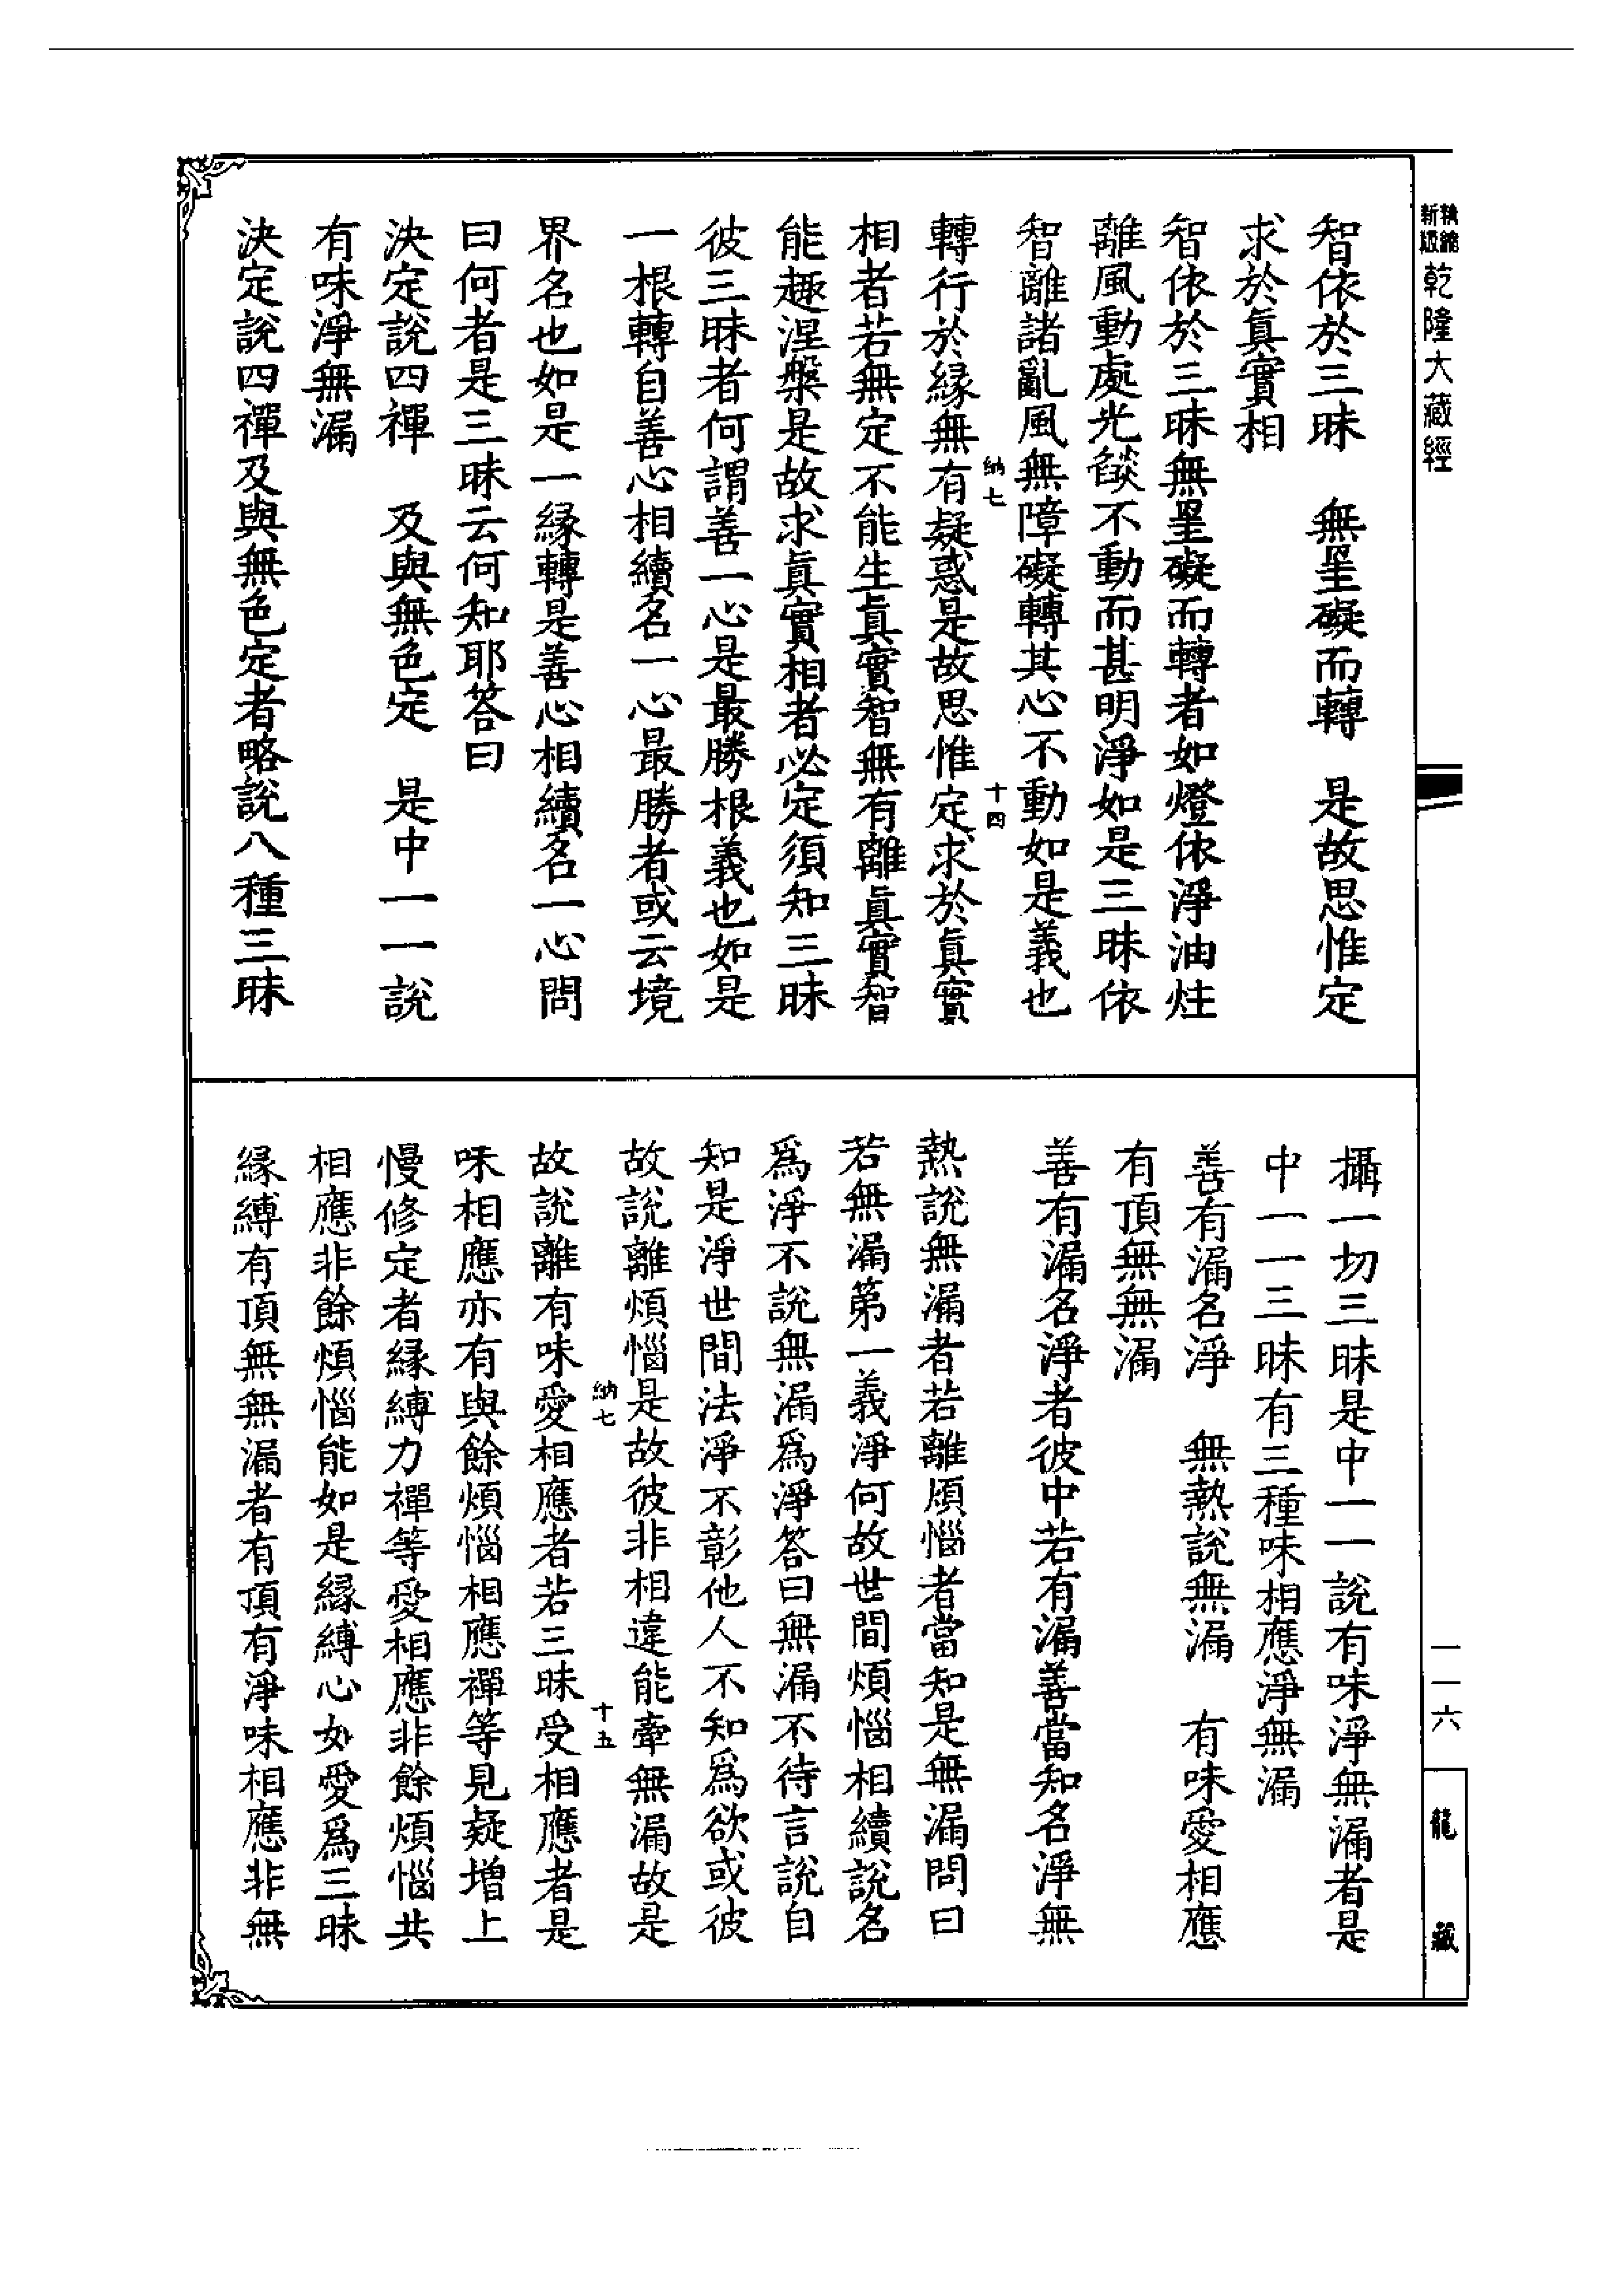 新編縮版
乾隆大藏經
智依於三昧　無罣礙而轉　是故思惟定
求於真實相
智依於三昧無罣礙而轉者如燈依淨油炷
離風動處光燄不動而甚明淨如是三昧依
智離諸亂風無障礙轉其心不動如是義也
納七　十四
轉行於緣無有疑惑是故思惟定求於真實
相者若無定不能生真實智無有離真實智
能趣涅槃是故求真實相者必定須知三昧
彼三昧者何謂善一心是最勝根義也如是
一根轉自善心相續名一心最勝者或云境
界名也如是一緣轉是善心相續名一心問
曰何者是三昧云何知耶答曰
決定說四禪　及與無色定　是中一一說
有味淨無漏
決定說四禪及與無色定者略說八種三昧
攝一切三昧是中一一說有味淨無漏者是
中一一三昧有三種味相應淨無漏
善有漏名淨　無熱說無漏　有味愛相應
有頂無無漏
善有漏名淨者彼中若有漏善當知名淨無
熱說無漏者若離煩惱者當知是無漏問曰
若無漏第一義淨何故世間煩惱相續說名
為淨不說無漏為淨答曰無漏不待言說自
知是淨世間法淨不彰他人不知為欲或彼
故說離煩惱是故彼非相違能牽無漏故是
納七　十五
故說離有味愛相應者若三昧受相應者是
味相應亦有與餘煩惱相應禪等見疑增上
慢修定者緣縛力禪等愛相應非餘煩惱共
相應非餘煩惱能如是緣縛心如愛為三昧
緣縛有頂無無漏者有頂有淨味相應非無
一一六
龍藏